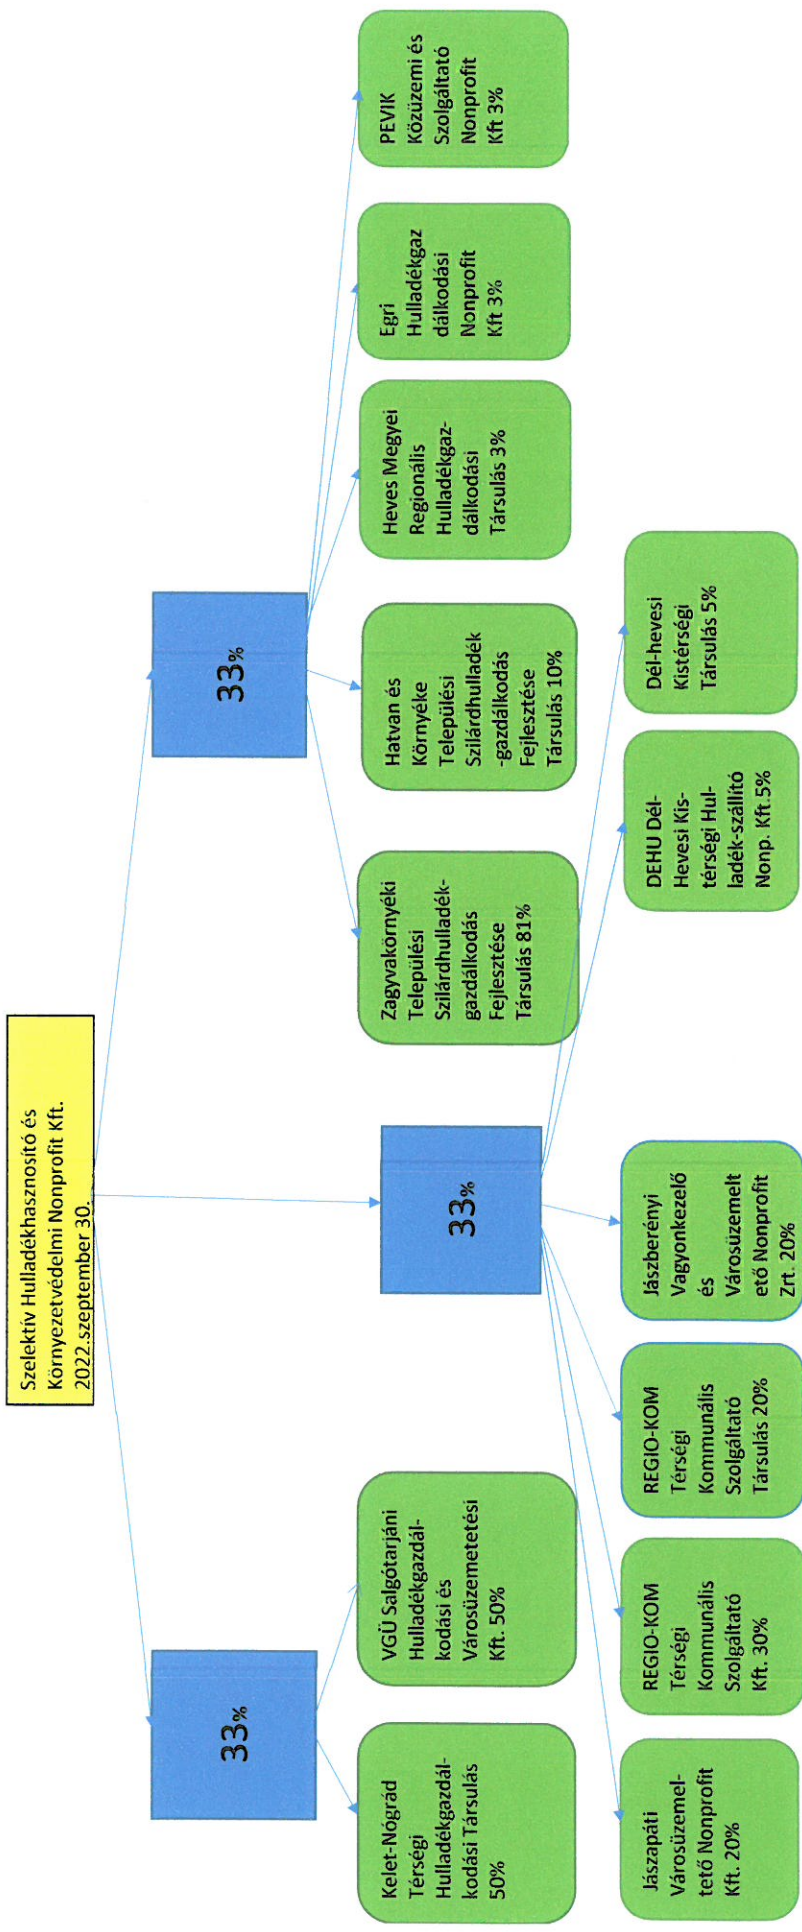 Szelektív Hulladékhasznosító és
Környezetvédelmi Nonprofit Kft.
2022.szeptember 30.
33%
33%
33%
Kelet-Nógrád
Térségi
Hulladékgazdál-
kodási Társulás
50%
VGÜ Salgótarjáni
Hulladékgazdál-
kodási és
Városüzemetetési
Kft. 50%
Zagyvakörnyéki
Települési
Szilárdhulladék-
gazdálkodás
Fejlesztése
Társulás 81%
Hatvan és
Környéke
Települési
Szilárdhulladék
-gazdálkodás
Fejlesztése
Társulás 10%
Heves Megyei
Regionális
Hulladékgaz-
dálkodási
Társulás 3%
Egri
Hulladékgaz
dálkodási
Nonprofit
Kft 3%
PEVIK
Közüzemi és
Szolgáltató
Nonprofit
Kft 3%
Jászapáti
Városüzemel-
tető Nonprofit
Kft. 20%
REGIO-KOM
Térségi
Kommunális
Szolgáltató
Kft. 30%
REGIO-KOM
Térségi
Kommunális
Szolgáltató
Társulás 20%
Jászberényi
Vagyonkezelő
és
Városüzemelt
ető Nonprofit
Zrt. 20%
DEHU Dél-
Hevesi Kis-
térségi Hul-
ladék-szállító
Nonp. Kft.5%
Dél-hevesi
Kistérségi
Társulás 5%